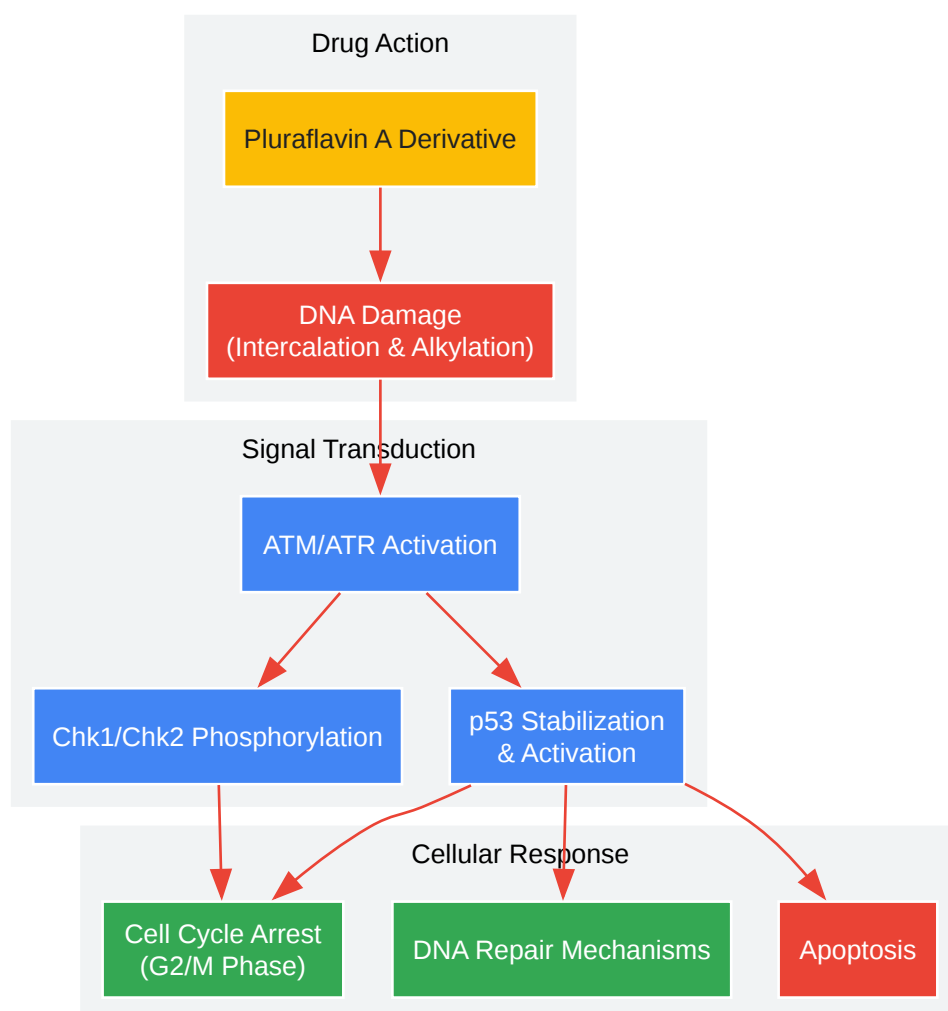 Drug Action
Pluraflavin A Derivative
DNA Damage
(Intercalation & Alkylation)
Signal Transduction
ATM/ATR Activation
Chk1/Chk2 Phosphorylation
p53 Stabilization
& Activation
Cellular Response
Cell Cycle Arrest
(G2/M Phase)
DNA Repair Mechanisms
Apoptosis